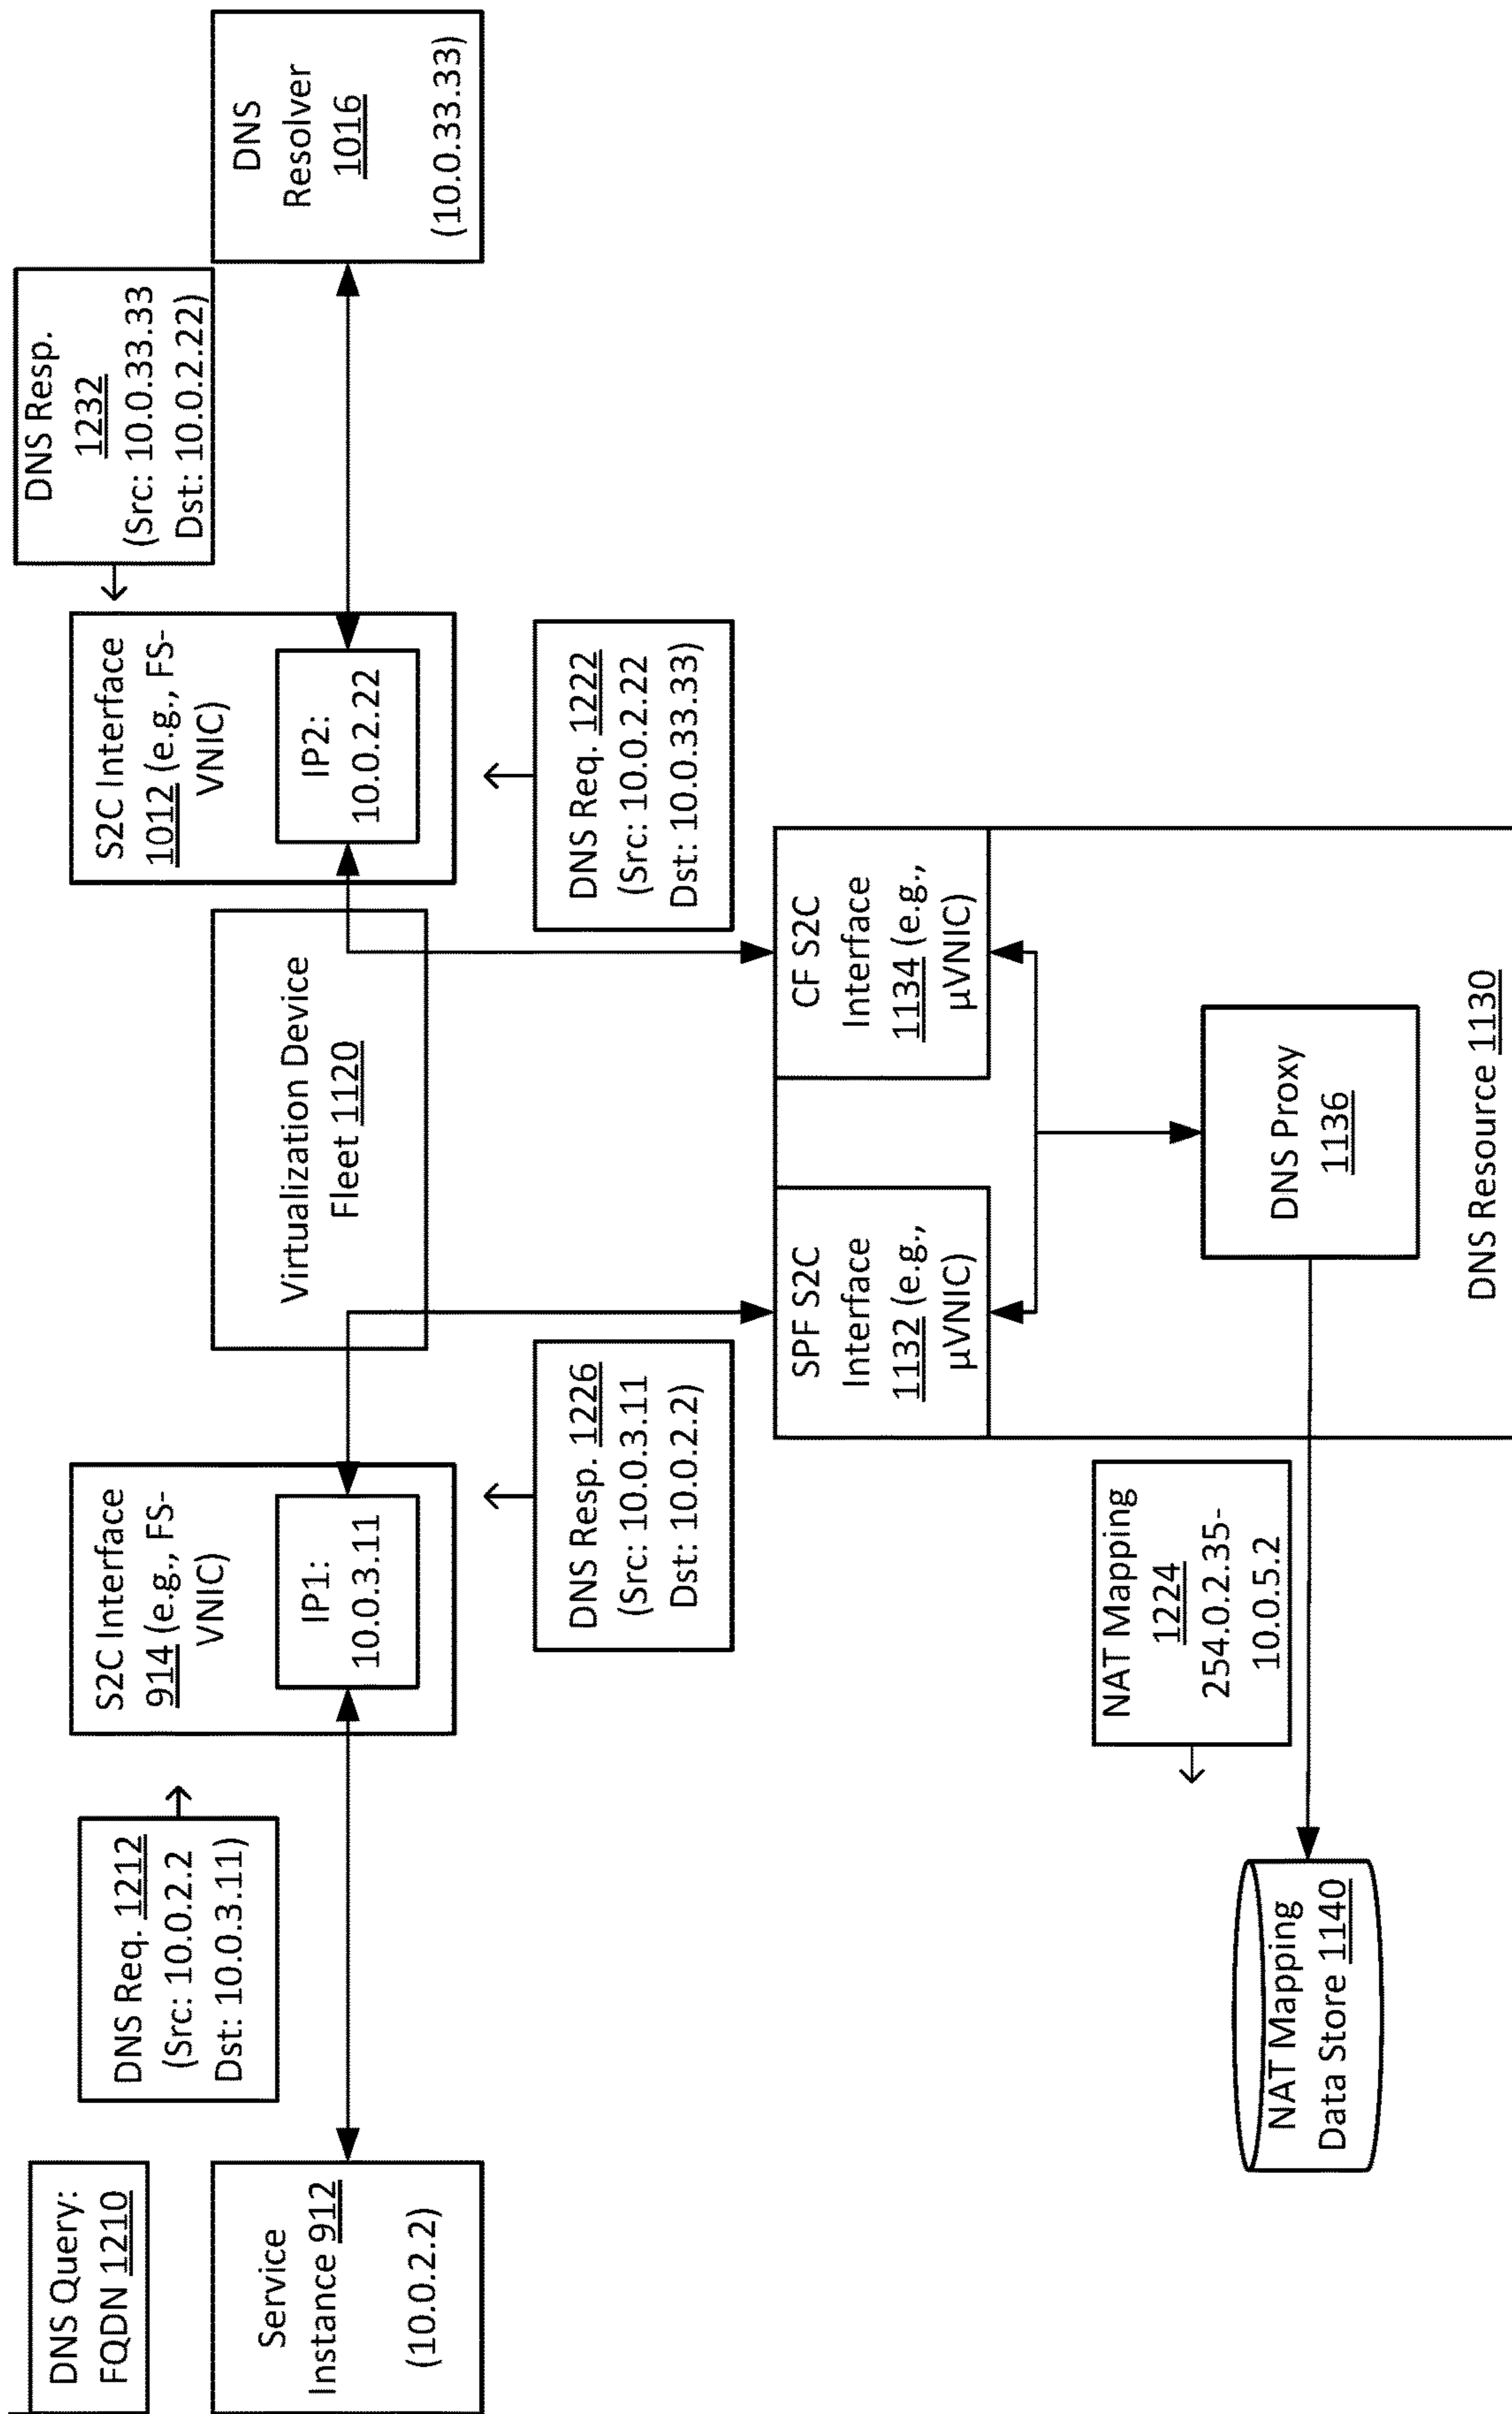 DNS Query:
FQDN 1210
Service
Instance 912
(10.0.2.2)
DNS Req. 1212
(Src: 10.0.2.2
Dst: 10.0.3.11)
S2C Interface
914 (e.g., FS-
VNIC)
IP1:
10.0.3.11
DNS Resp. 1226
(Src: 10.0.3.11
Dst: 10.0.2.2)
Virtualization Device
Fleet 1120
S2C Interface
1012 (e.g., FS-
VNIC)
IP2:
10.0.2.22
DNS Req. 1222
(Src: 10.0.2.22
Dst: 10.0.33.33)
DNS Resp.
1232
(Src: 10.0.33.33
Dst: 10.0.2.22)
DNS
Resolver
1016
(10.0.33.33)
SPF S2C
Interface
1132 (e.g.,
µVNIC)
CF S2C
Interface
1134 (e.g.,
µVNIC)
DNS Proxy
1136
DNS Resource 1130
NAT Mapping
1224
254.0.2.35-
10.0.5.2
NAT Mapping
Data Store 1140